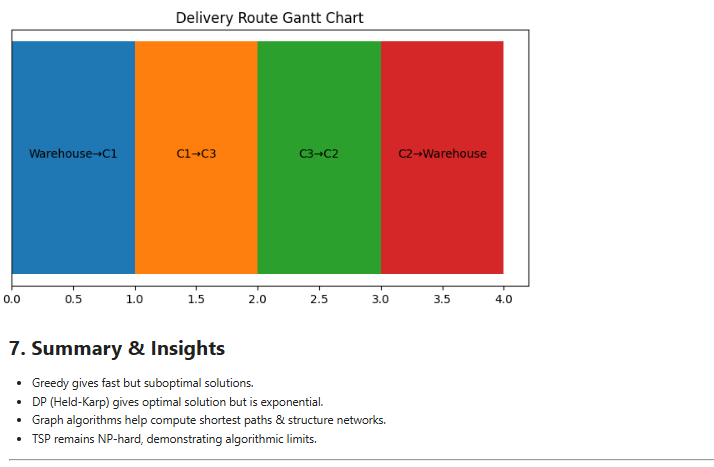 Delivery Route Gantt Chart
Warehouse→C1 C1→C3 C3→C2 C2→Warehouse
0.0 0.5 1.0 1.5 2.0 2.5 3.0 3.5 4.0
7. Summary & Insights
• Greedy gives fast but suboptimal solutions.
• DP (Held-Karp) gives optimal solution but is exponential.
• Graph algorithms help compute shortest paths & structure networks.
• TSP remains NP-hard, demonstrating algorithmic limits.